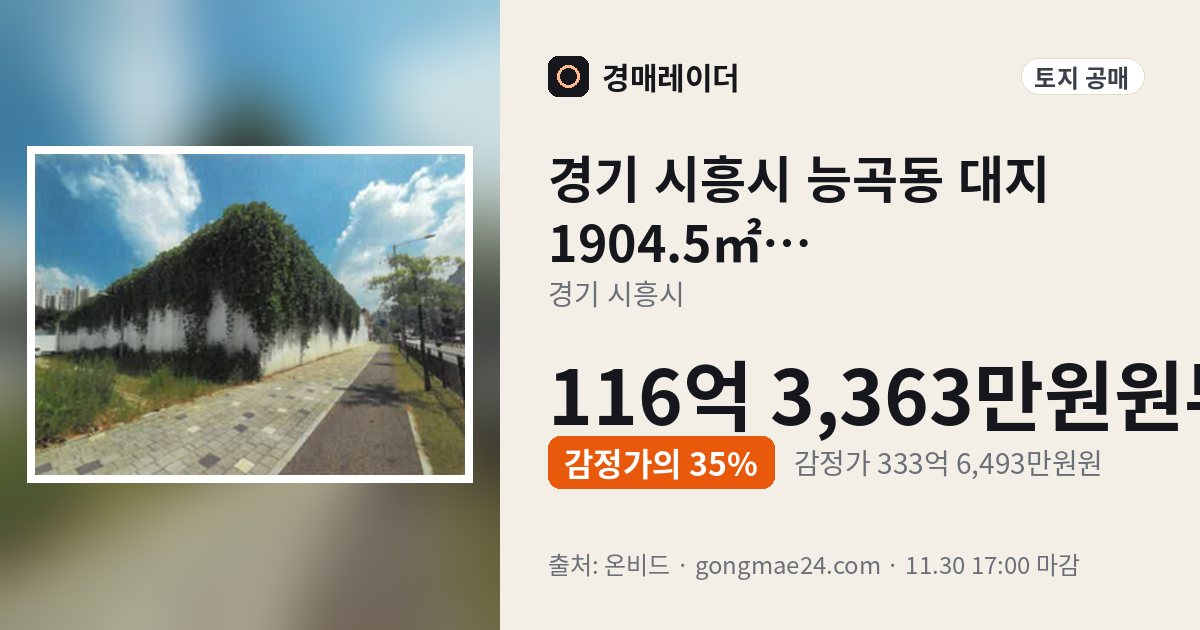 경매레이더
토지 공매
경기 시흥시 능곡동 대지
1904.5㎡…
경기 시흥시
116억 3,363만원원부
감정가의 35%
감정가 333억 6,493만원원
출처: 온비드 · gongmae24.com · 11.30 17:00 마감